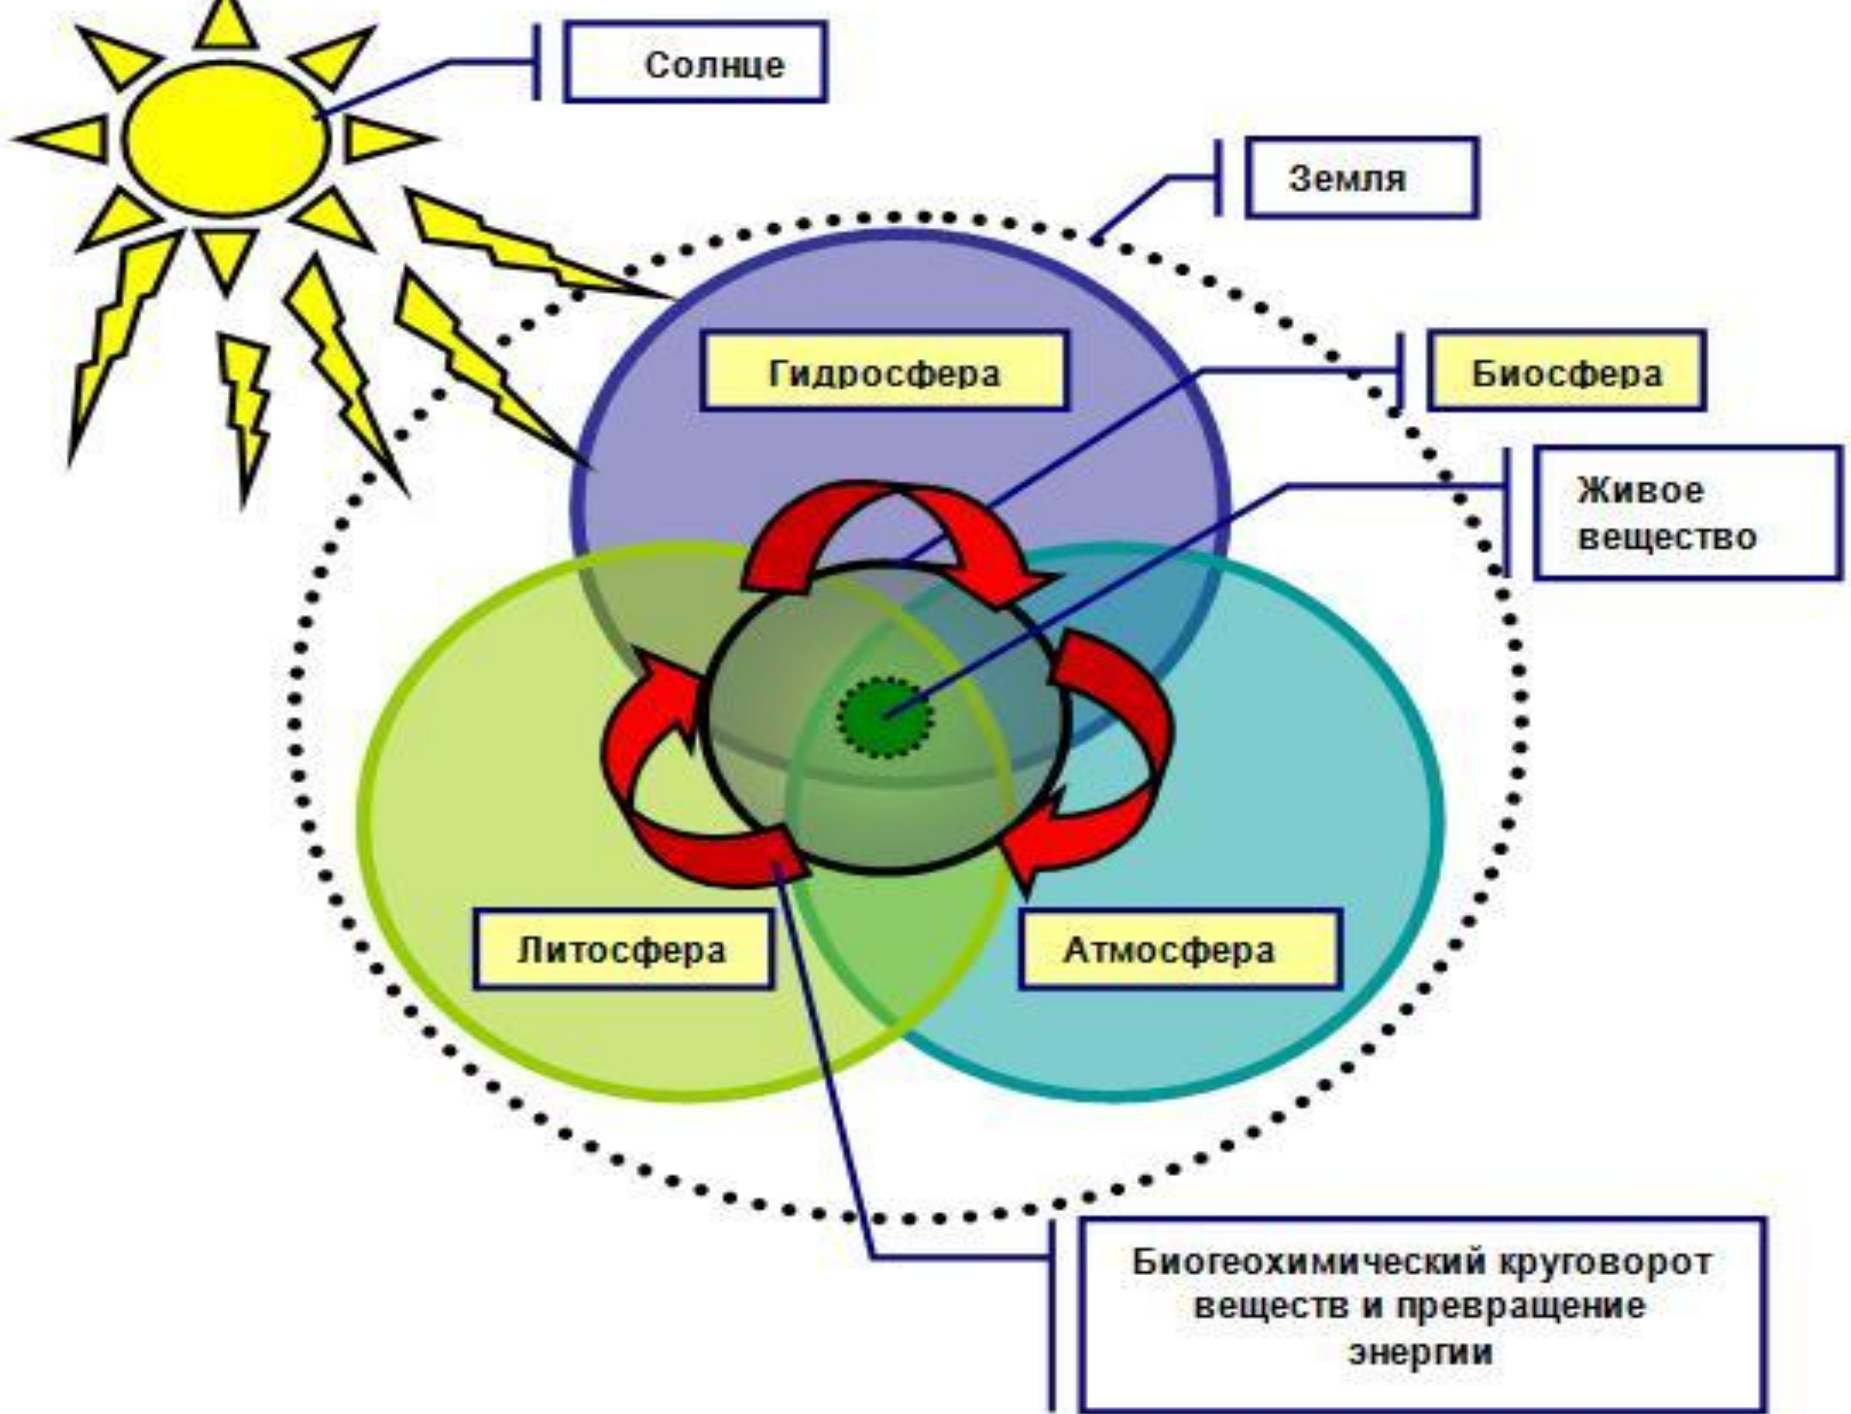 Солнце
Земля
Гидросфера
Биосфера
Живое
вещество
Литосфера
Атмосфера
Биогеохимический круговорот
веществ и превращение
энергии